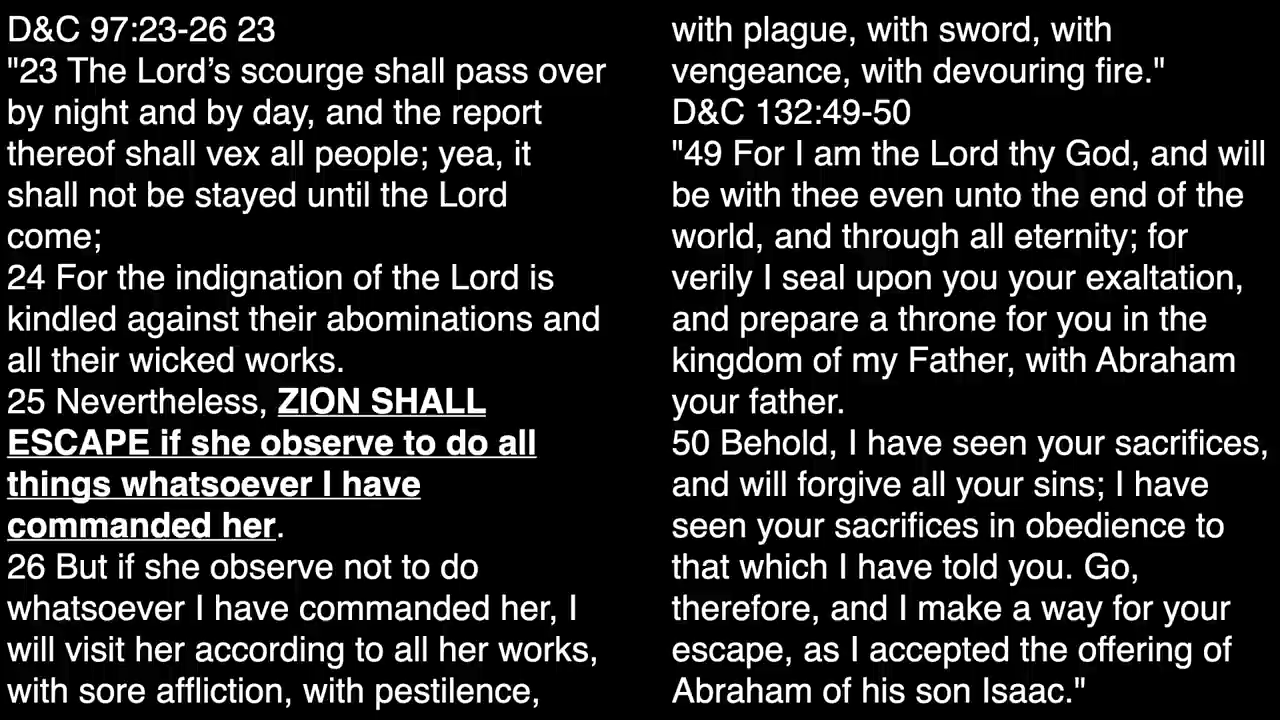 D&C 97:23-26 23
"23 The Lord’s scourge shall pass over
by night and by day, and the report
thereof shall vex all people; yea, it
shall not be stayed until the Lord
come;
24 For the indignation of the Lord is
kindled against their abominations and
all their wicked works.
25 Nevertheless, ZION SHALL
ESCAPE if she observe to do all
things whatsoever I have
commanded her.
26 But if she observe not to do
whatsoever I have commanded her, I
will visit her according to all her works,
with sore affliction, with pestilence,
with plague, with sword, with
vengeance, with devouring fire."
D&C 132:49-50
"49 For I am the Lord thy God, and will
be with thee even unto the end of the
world, and through all eternity; for
verily I seal upon you your exaltation,
and prepare a throne for you in the
kingdom of my Father, with Abraham
your father.
50 Behold, I have seen your sacrifices,
and will forgive all your sins; I have
seen your sacrifices in obedience to
that which I have told you. Go,
therefore, and I make a way for your
escape, as I accepted the offering of
Abraham of his son Isaac."